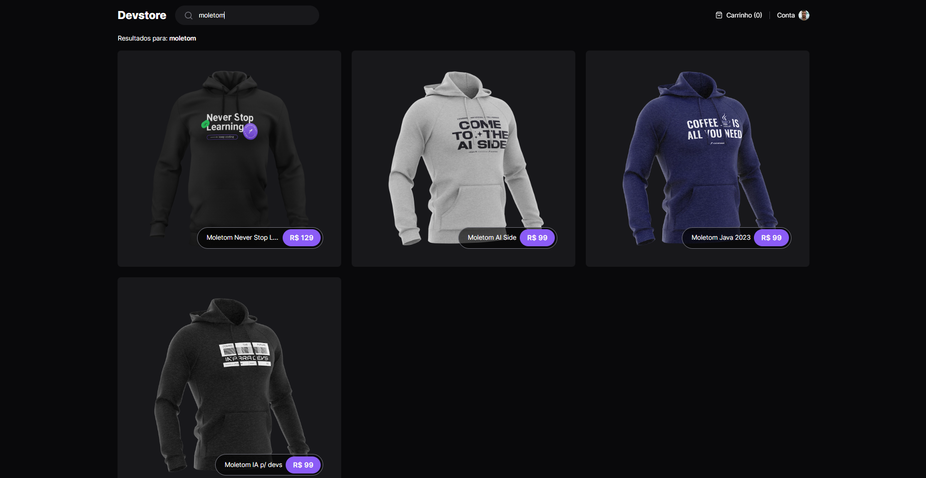 Devstore
moletom
Carrinho (0)
Conta
Resultados para: moletom
Never Stop
Learning
Moletom Never Stop L...
R$ 129
COME
TO THE
AI SIDE
Moletom AI Side
R$ 99
COFFEE IS
ALL YOU NEED
Moletom Java 2023
R$ 99
IA PARA DEVS
Moletom IA p/ devs
R$ 99